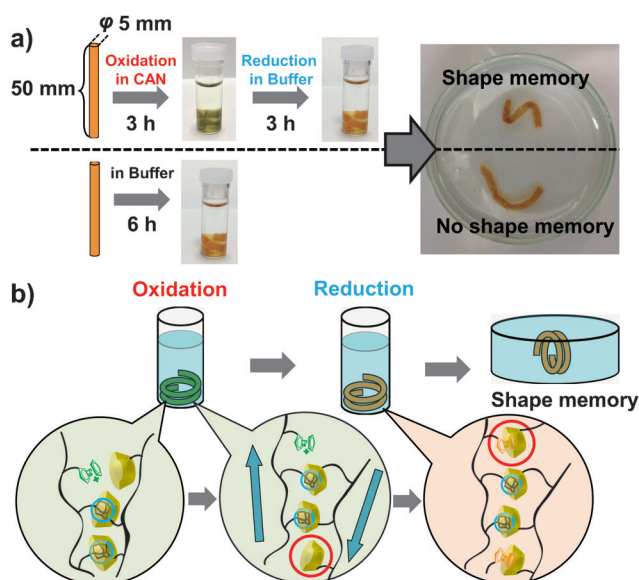 a)
φ 5 mm
50 mm
Oxidation
in CAN
3 h
Reduction
in Buffer
3 h
Shape memory
in Buffer
6 h
No shape memory
b)
Oxidation
Reduction
Shape memory
+
+